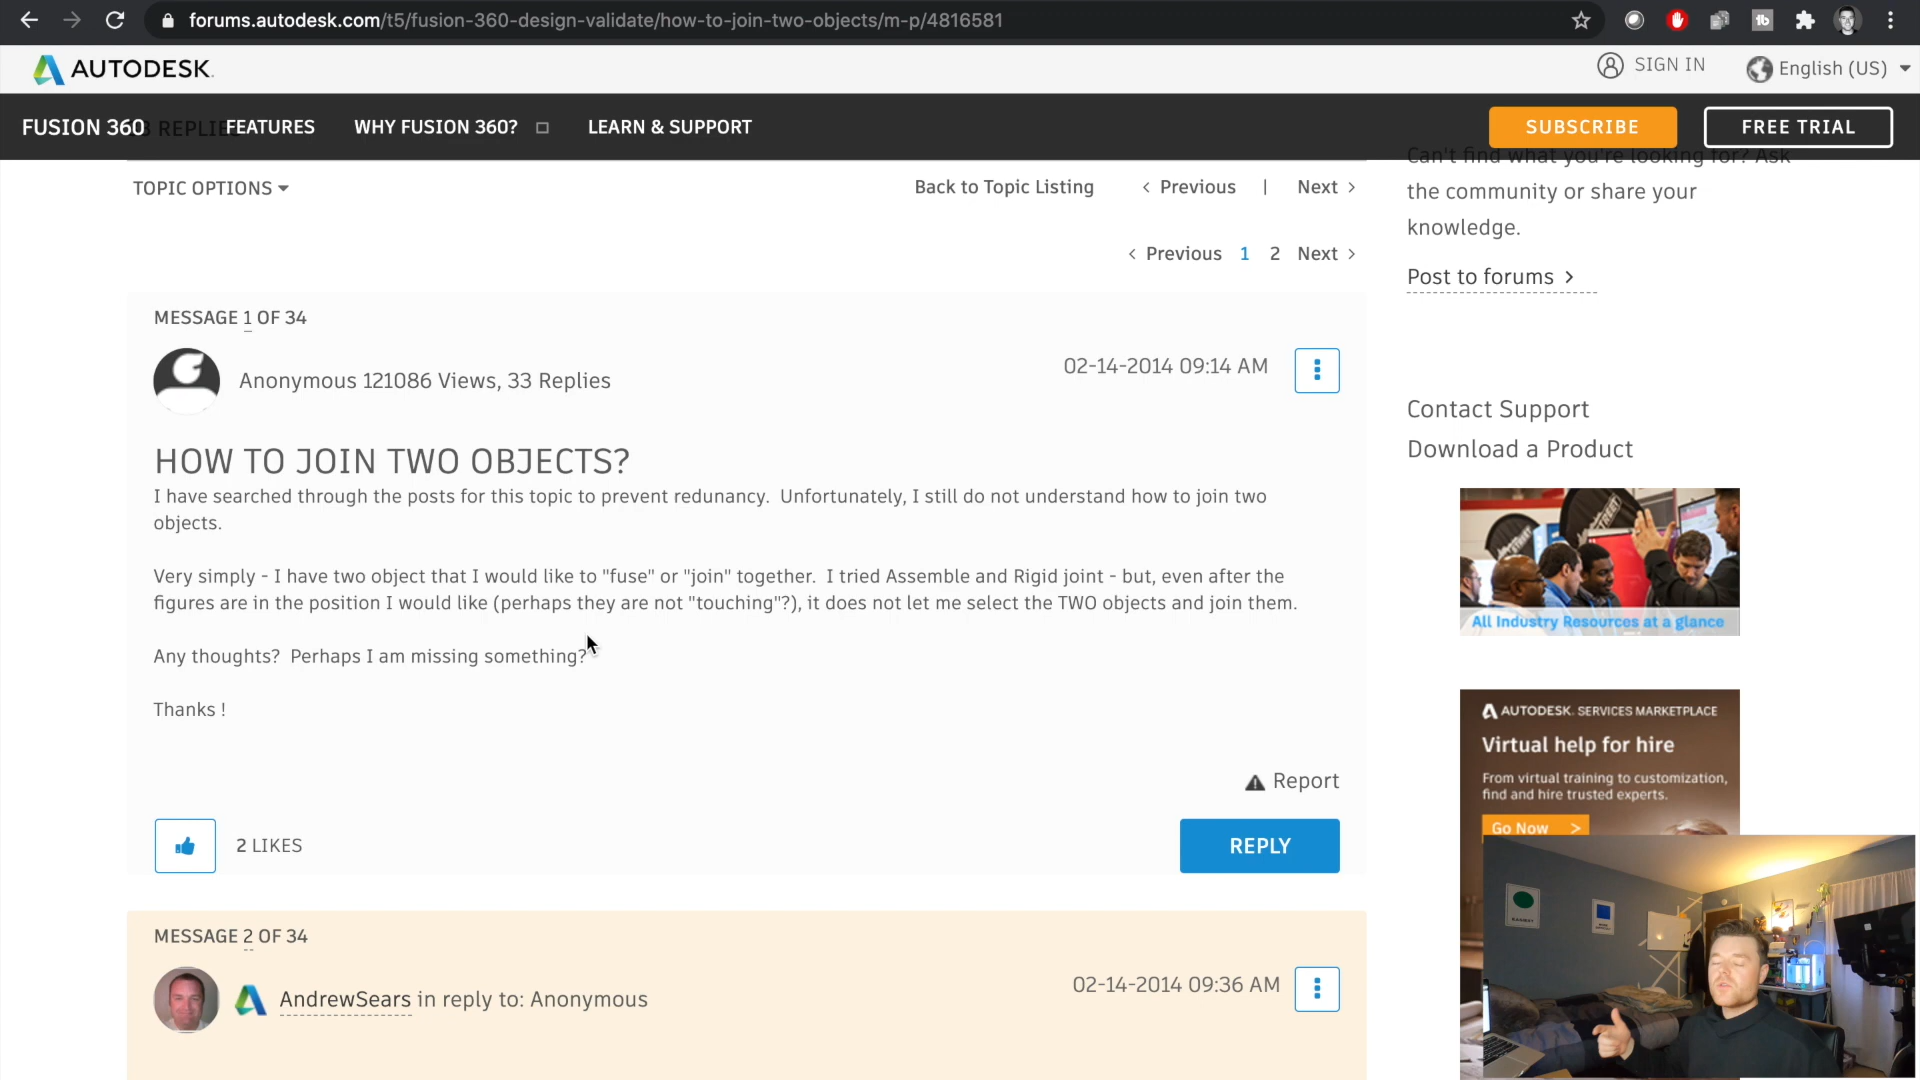 forums.autodesk.com/t5/fusion-360-design-validate/how-to-join-two-objects/m-p/4816581
AUTODESK.
SIGN IN
English (US)
FUSION 360
REPLIE
FEATURES
WHY FUSION 360?
LEARN & SUPPORT
SUBSCRIBE
FREE TRIAL
Can't find what you're looking for? Ask
the community or share your
knowledge.
Post to forums >
TOPIC OPTIONS
Back to Topic Listing
< Previous | Next >
< Previous 1 2 Next >
MESSAGE 1 OF 34
Anonymous 121086 Views, 33 Replies
02-14-2014 09:14 AM
HOW TO JOIN TWO OBJECTS?
I have searched through the posts for this topic to prevent redunancy. Unfortunately, I still do not understand how to join two
objects.
Very simply - I have two object that I would like to "fuse" or "join" together. I tried Assemble and Rigid joint - but, even after the
figures are in the position I would like (perhaps they are not "touching"?), it does not let me select the TWO objects and join them.
Any thoughts? Perhaps I am missing something?
Thanks !
Report
2 LIKES
REPLY
MESSAGE 2 OF 34
AndrewSears in reply to: Anonymous
02-14-2014 09:36 AM
Contact Support
Download a Product
All Industry Resources at a glance
AUTODESK. SERVICES MARKETPLACE
Virtual help for hire
From virtual training to customization,
find and hire trusted experts.
Go Now >